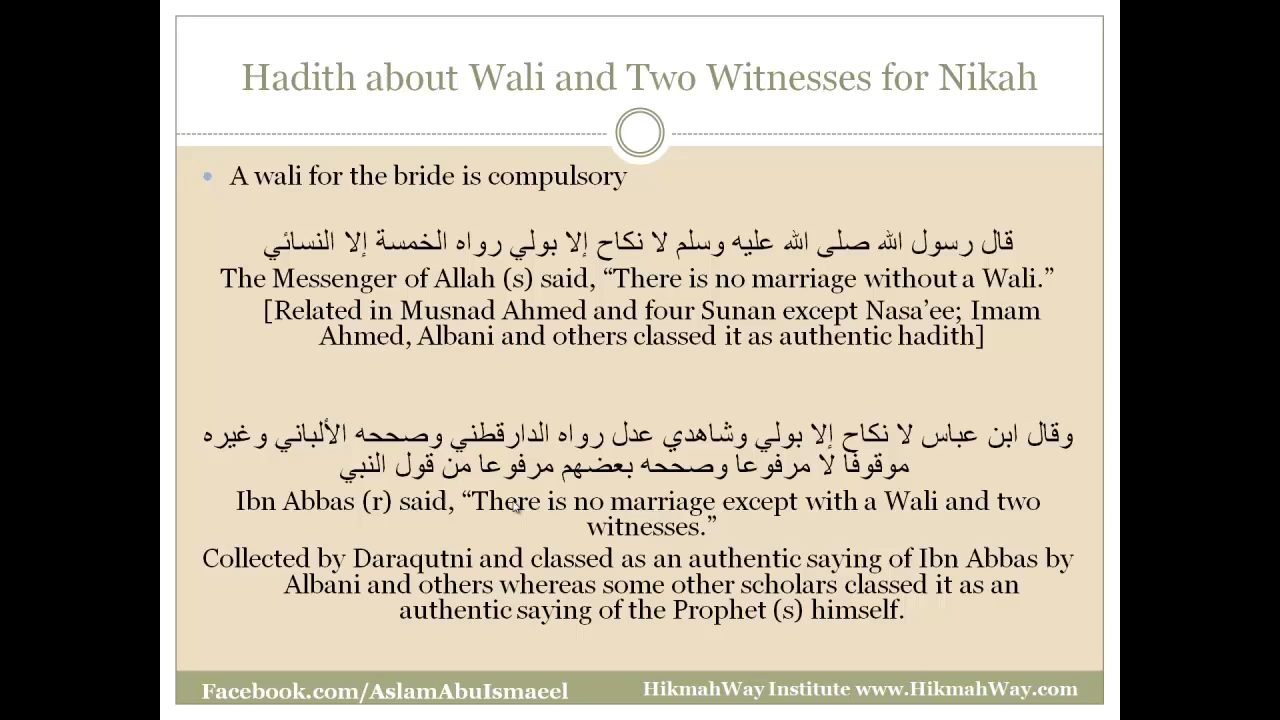 Hadith about Wali and Two Witnesses for Nikah
• A wali for the bride is compulsory
قال رسول الله صلى الله عليه وسلم لا نكاح إلا بولي رواه الخمسة إلا النسائي
The Messenger of Allah (s) said, “There is no marriage without a Wali.”
[Related in Musnad Ahmed and four Sunan except Nasa’ee; Imam
Ahmed, Albani and others classed it as authentic hadith]
وقال ابن عباس لا نكاح إلا بولي وشاهدي عدل رواه الدارقطني وصححه الألباني وغيره
موقوفا لا مرفوعا وصححه بعضهم مرفوعا من قول النبي
Ibn Abbas (r) said, “There is no marriage except with a Wali and two
witnesses.”
Collected by Daraqutni and classed as an authentic saying of Ibn Abbas by
Albani and others whereas some other scholars classed it as an
authentic saying of the Prophet (s) himself.
Facebook.com/AslamAbuIsmaeel HikmahWay Institute www.HikmahWay.com